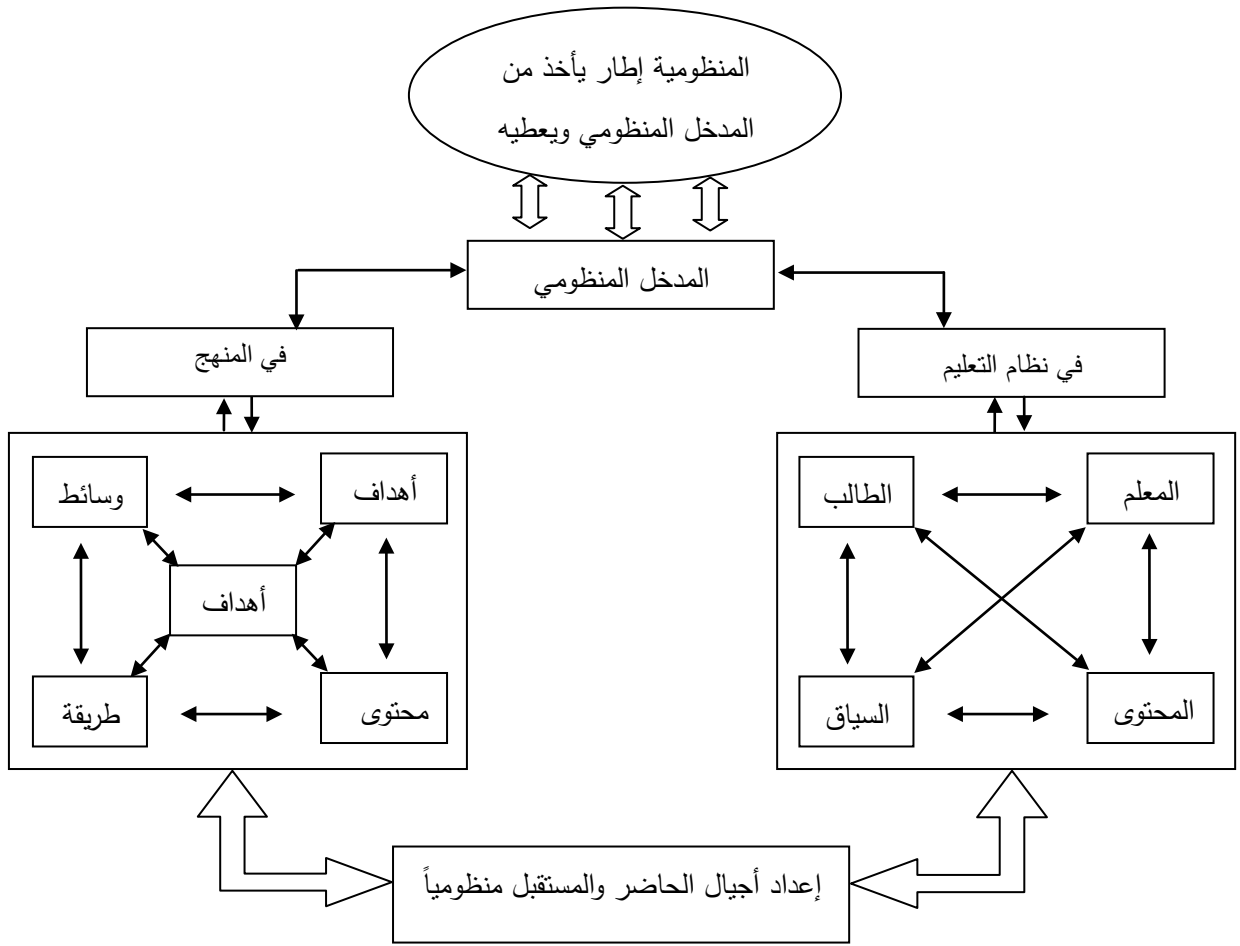 المنظومية إطار يأخذ من
المدخل المنظومي ويعطيه
المدخل المنظومي
في نظام التعليم
في المنهج
المعلم
الطالب
المحتوى
السياق
أهداف
وسائط
أهداف
محتوى
طريقة
إعداد أجيال الحاضر والمستقبل منظومياً